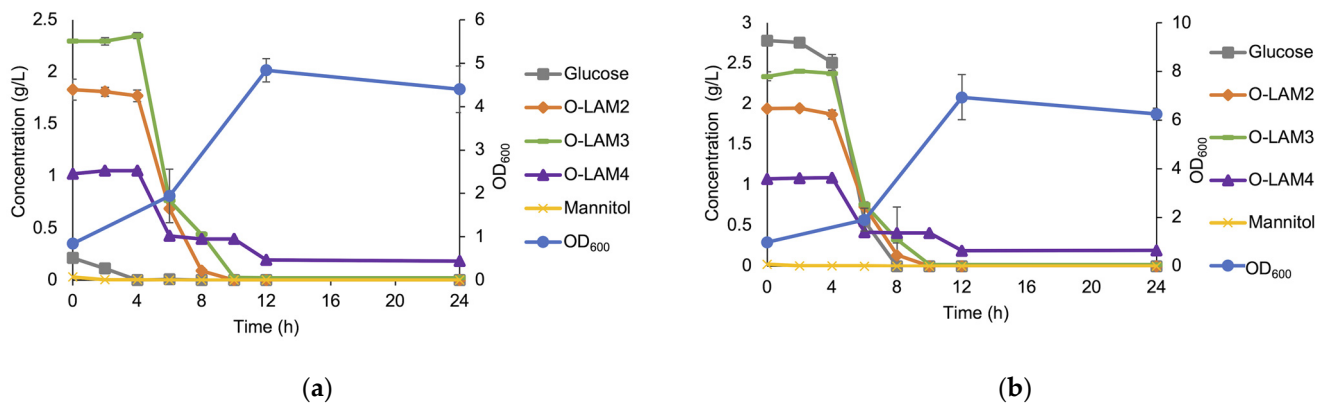 2.5
2
1.5
1
0.5
0
Concentration (g/L)
6
5
4
3
2
1
0
OD600
0 4 8 12 16 20 24
Time (h)
Glucose
O-LAM2
O-LAM3
O-LAM4
Mannitol
OD600
(a)
3
2.5
2
1.5
1
0.5
0
Concentration (g/L)
10
8
6
4
2
0
OD600
0 4 8 12 16 20 24
Time (h)
Glucose
O-LAM2
O-LAM3
O-LAM4
Mannitol
OD600
(b)